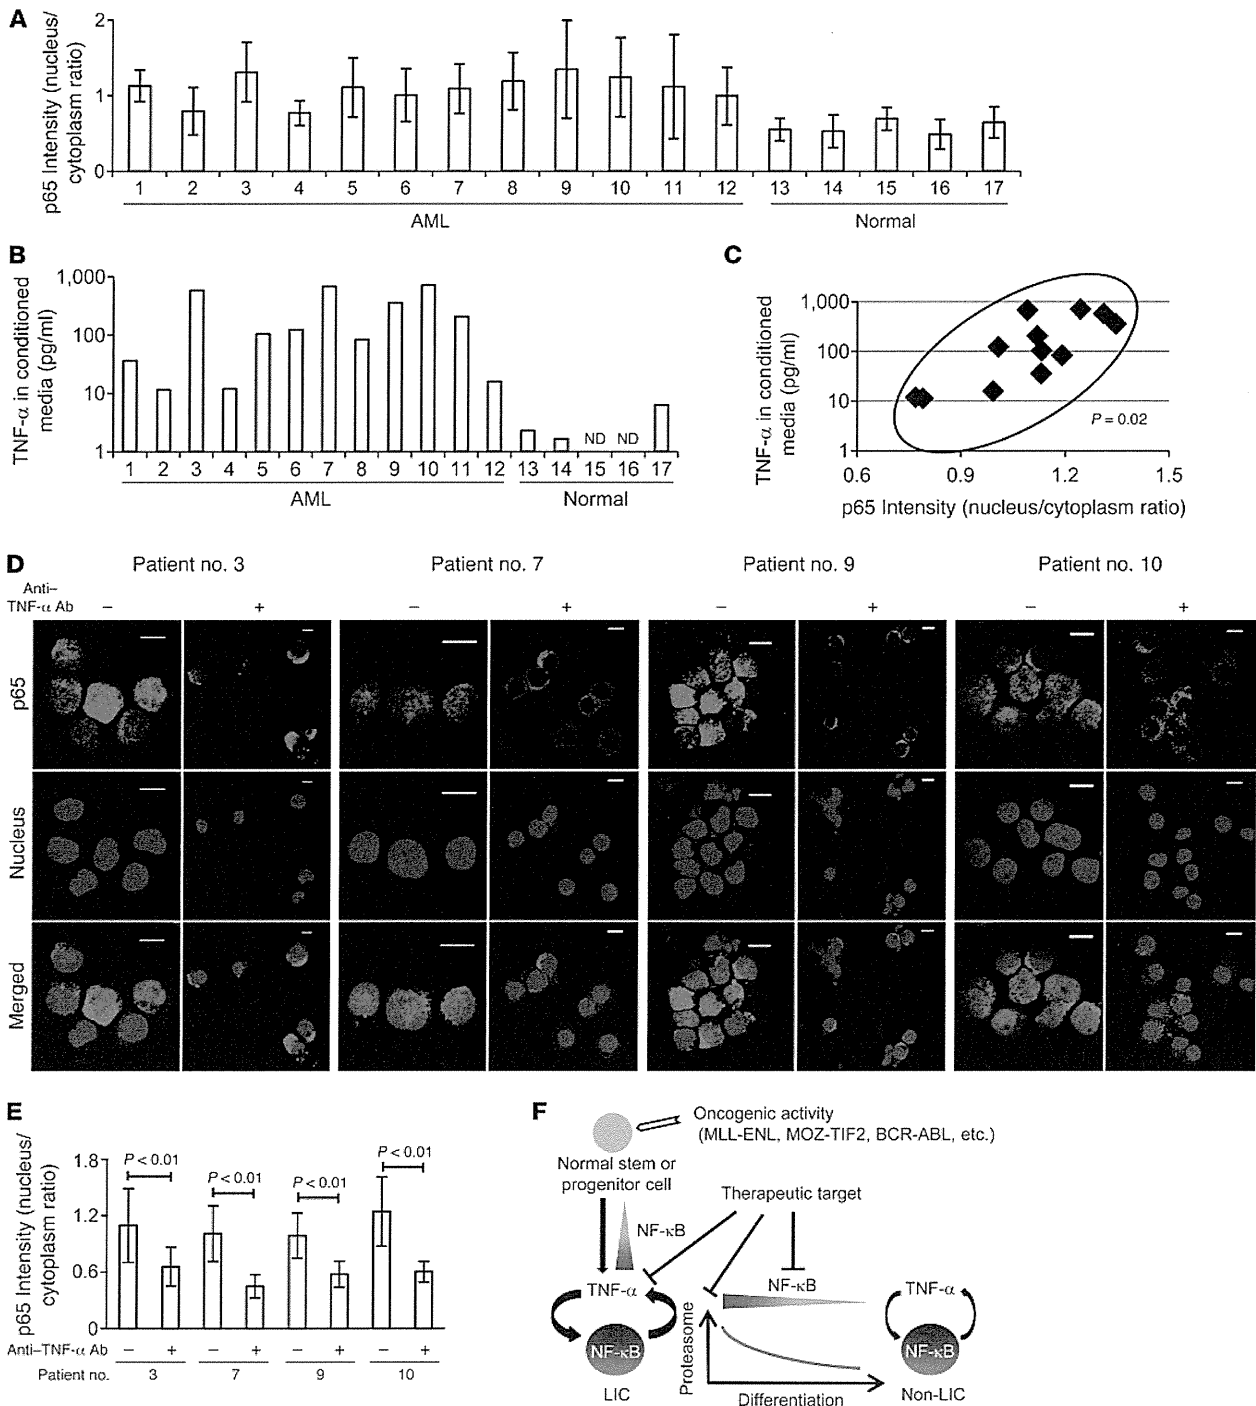 A
p65 Intensity (nucleus/
cytoplasm ratio)
2
1
0
1 2 3 4 5 6 7 8 9 10 11 12 13 14 15 16 17
AML Normal
B
TNF-α in conditioned
media (pg/ml)
1,000
100
10
1
ND ND
1 2 3 4 5 6 7 8 9 10 11 12 13 14 15 16 17
AML Normal
C
TNF-α in conditioned
media (pg/ml)
1,000
100
10
1
P = 0.02
0.6 0.9 1.2 1.5
p65 Intensity (nucleus/cytoplasm ratio)
D
Patient no. 3 Patient no. 7 Patient no. 9 Patient no. 10
Anti–
TNF-α Ab – + – + – + – +
p65
Nucleus
Merged
E
p65 Intensity (nucleus/
cytoplasm ratio)
1.8
1.2
0.6
0
P < 0.01 P < 0.01 P < 0.01 P < 0.01
Anti–TNF-α Ab – + – + – + – +
Patient no. 3 7 9 10
F
Oncogenic activity
(MLL-ENL, MOZ-TIF2, BCR-ABL, etc.)
Normal stem or
progenitor cell
Therapeutic target
NF-κB
TNF-α
NF-κB
LIC
NF-κB
Proteasome
Differentiation
TNF-α
NF-κB
Non-LIC